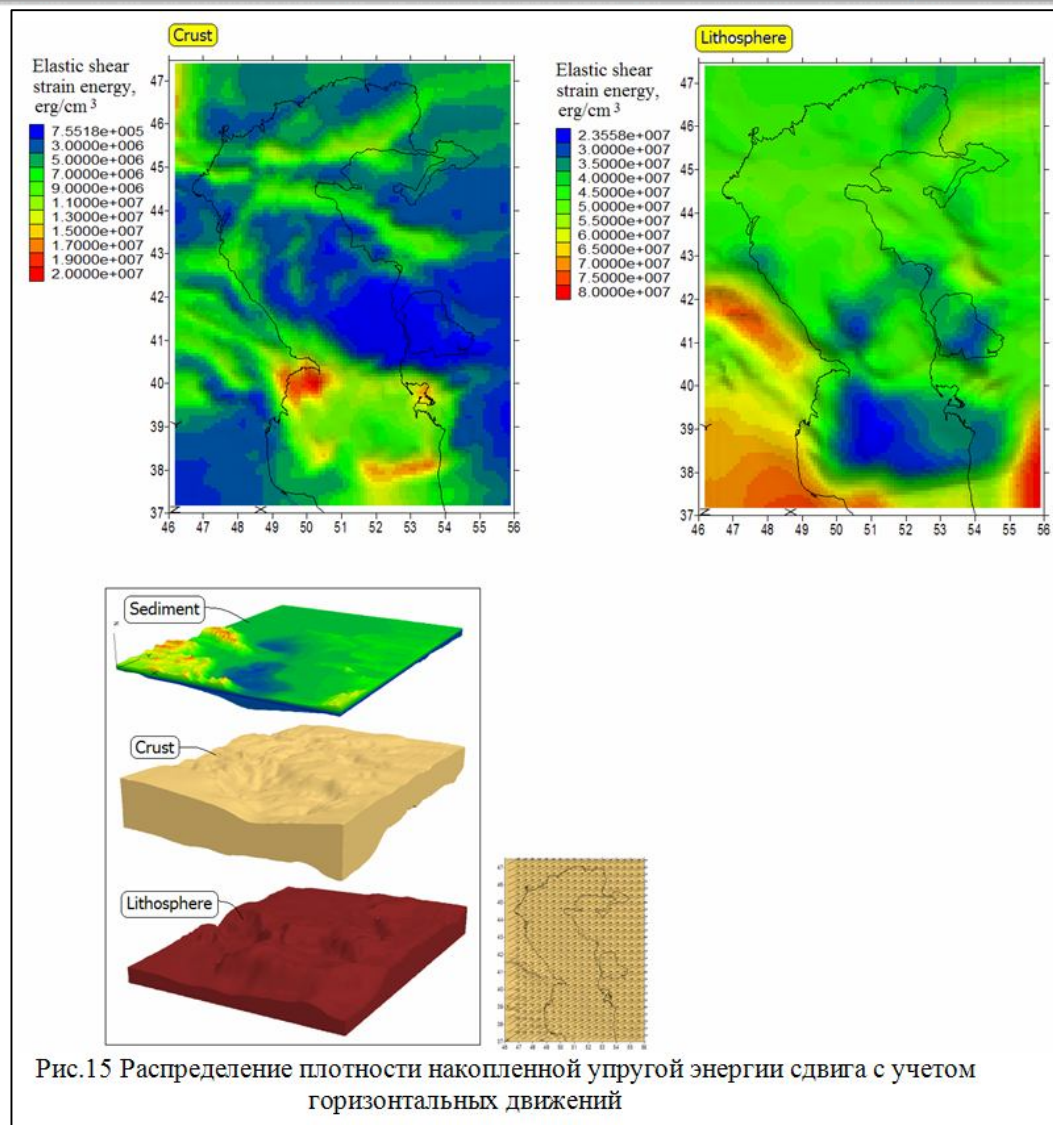 Crust
Elastic shear
strain energy,
erg/cm³
7.5518e+005
3.0000e+006
5.0000e+006
7.0000e+006
9.0000e+006
1.1000e+007
1.3000e+007
1.5000e+007
1.7000e+007
1.9000e+007
2.0000e+007
47
46
45
44
43
42
41
40
39
38
37
46 47 48 49 50 51 52 53 54 55 56
Lithosphere
Elastic shear
strain energy,
erg/cm³
2.3558e+007
3.0000e+007
3.5000e+007
4.0000e+007
4.5000e+007
5.0000e+007
5.5000e+007
6.0000e+007
6.5000e+007
7.0000e+007
7.5000e+007
8.0000e+007
47
46
45
44
43
42
41
40
39
38
37
46 47 48 49 50 51 52 53 54 55 56
Sediment
Crust
Lithosphere
Рис.15 Распределение плотности накопленной упругой энергии сдвига с учетом
горизонтальных движений